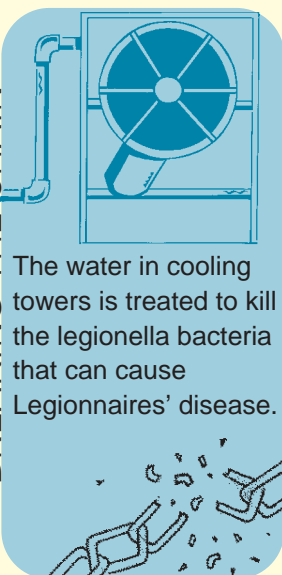 The water in cooling
towers is treated to kill
the legionella bacteria
that can cause
Legionnaires’ disease.